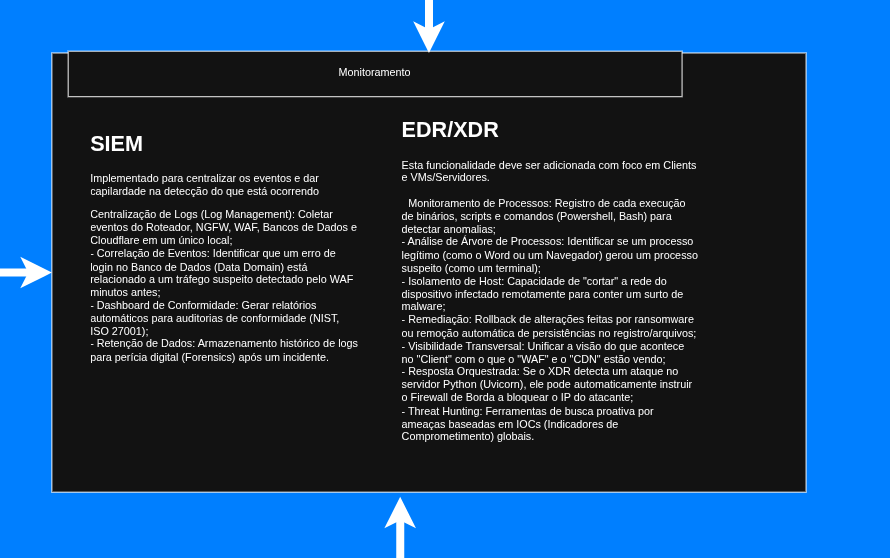 Monitoramento
SIEM
Implementado para centralizar os eventos e dar
capilardade na detecção do que está ocorrendo
Centralização de Logs (Log Management): Coletar
eventos do Roteador, NGFW, WAF, Bancos de Dados e
Cloudflare em um único local;
- Correlação de Eventos: Identificar que um erro de
login no Banco de Dados (Data Domain) está
relacionado a um tráfego suspeito detectado pelo WAF
minutos antes;
- Dashboard de Conformidade: Gerar relatórios
automáticos para auditorias de conformidade (NIST,
ISO 27001);
- Retenção de Dados: Armazenamento histórico de logs
para perícia digital (Forensics) após um incidente.
EDR/XDR
Esta funcionalidade deve ser adicionada com foco em Clients
e VMs/Servidores.
Monitoramento de Processos: Registro de cada execução
de binários, scripts e comandos (Powershell, Bash) para
detectar anomalias;
- Análise de Árvore de Processos: Identificar se um processo
legítimo (como o Word ou um Navegador) gerou um processo
suspeito (como um terminal);
- Isolamento de Host: Capacidade de "cortar" a rede do
dispositivo infectado remotamente para conter um surto de
malware;
- Remediação: Rollback de alterações feitas por ransomware
ou remoção automática de persistências no registro/arquivos;
- Visibilidade Transversal: Unificar a visão do que acontece
no "Client" com o que o "WAF" e o "CDN" estão vendo;
- Resposta Orquestrada: Se o XDR detecta um ataque no
servidor Python (Uvicorn), ele pode automaticamente instruir
o Firewall de Borda a bloquear o IP do atacante;
- Threat Hunting: Ferramentas de busca proativa por
ameaças baseadas em IOCs (Indicadores de
Comprometimento) globais.